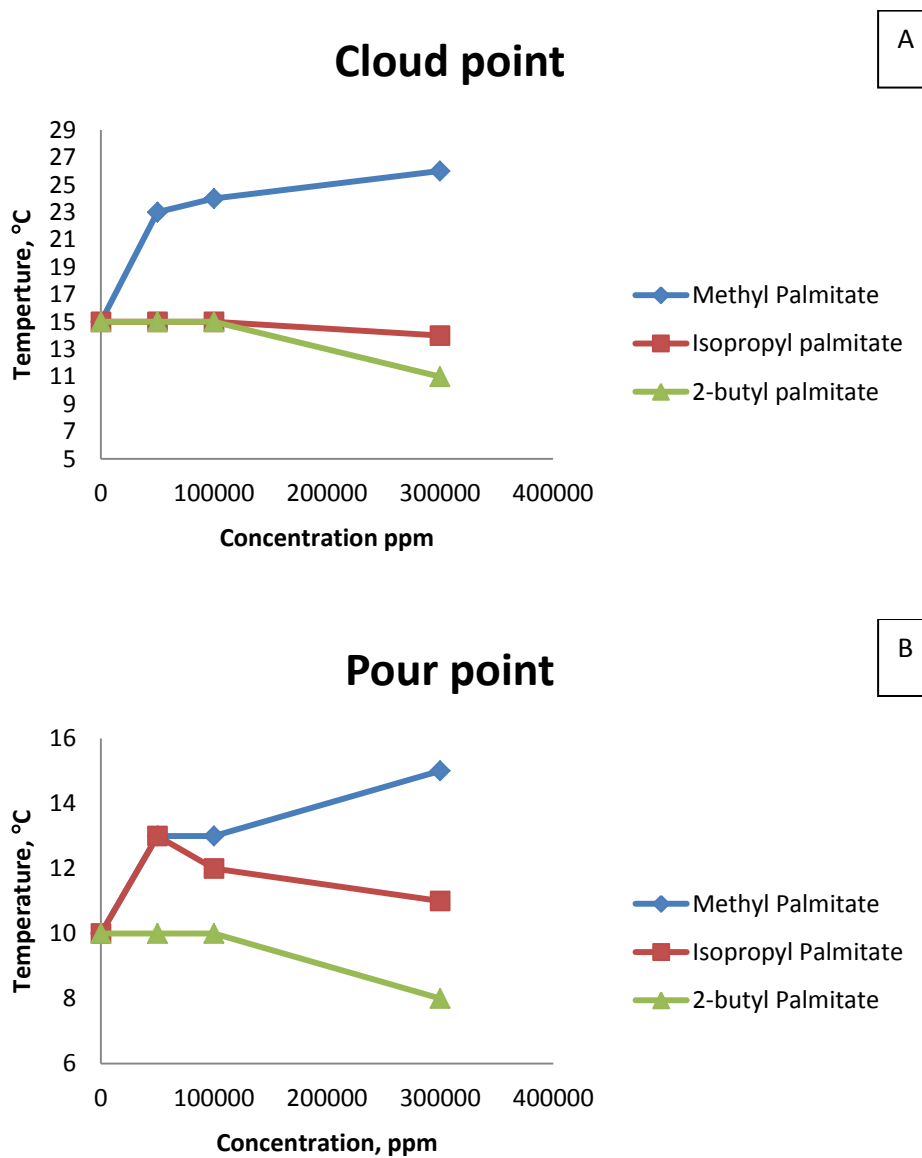 A
Cloud point
29
27
25
23
21
19
17
15
13
11
9
7
5
Temperture, °C
0 100000 200000 300000 400000
Concentration ppm
Methyl Palmitate
Isopropyl palmitate
2-butyl palmitate
B
Pour point
16
14
12
10
8
6
Temperature, °C
0 100000 200000 300000 400000
Concentration, ppm
Methyl Palmitate
Isopropyl Palmitate
2-butyl Palmitate